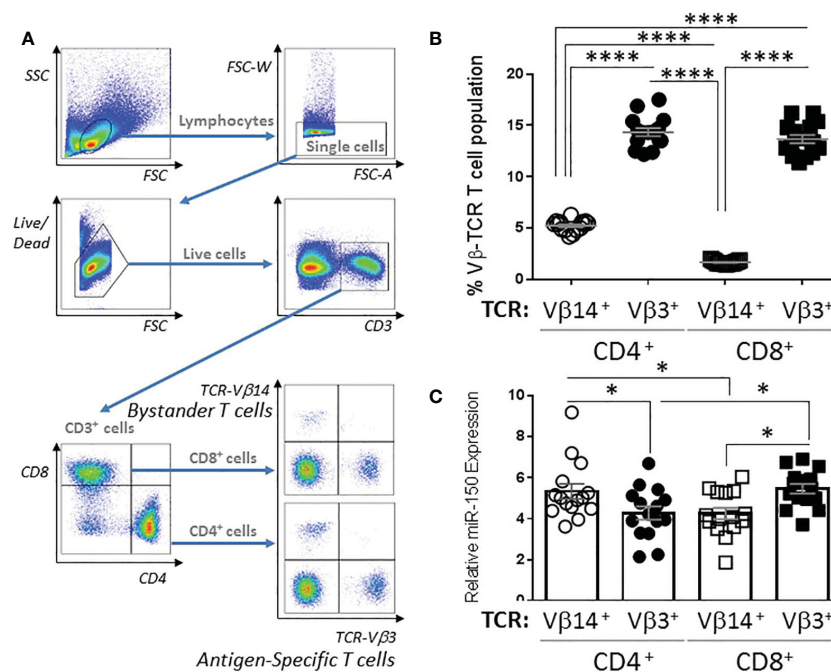 A
SSC
FSC
Lymphocytes
FSC-W
Single cells
FSC-A
Live/
Dead
FSC
Live cells
CD3
CD3⁺ cells
CD8
CD4
CD8⁺ cells
CD4⁺ cells
TCR-Vβ14
Bystander T cells
TCR-Vβ3
Antigen-Specific T cells
B
**** 
****
**** **** ****
% Vβ-TCR T cell population
20
15
10
5
0
TCR: Vβ14⁺ Vβ3⁺ Vβ14⁺ Vβ3⁺
CD4⁺ CD8⁺
C
*
* *
*
Relative miR-150 Expression
10
8
6
4
2
0
TCR: Vβ14⁺ Vβ3⁺ Vβ14⁺ Vβ3⁺
CD4⁺ CD8⁺